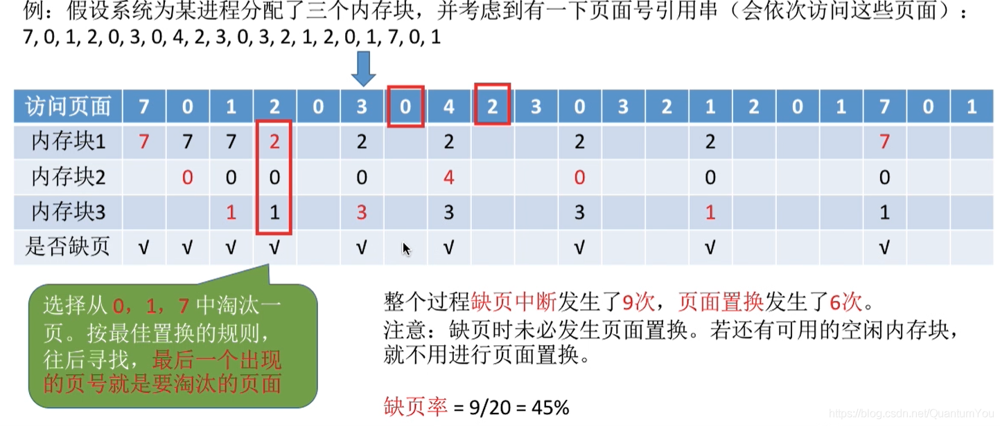 例：假设系统为某进程分配了三个内存块，并考虑到有一下页面号引用串（会依次访问这些页面）：
7, 0, 1, 2, 0, 3, 0, 4, 2, 3, 0, 3, 2, 1, 2, 0, 1, 7, 0, 1
访问页面 7 0 1 2 0 3 0 4 2 3 0 3 2 1 2 0 1 7 0 1
内存块1 7 7 7 2 2 2 2 2 7
内存块2 0 0 0 0 4 0 0 0
内存块3 1 1 3 3 3 1 1
是否缺页 √ √ √ √ √ √ √ √ √
选择从 0，1，7 中淘汰一
页。按最佳置换的规则，
往后寻找，最后一个出现
的页号就是要淘汰的页面
整个过程缺页中断发生了9次，页面置换发生了6次。
注意：缺页时未必发生页面置换。若还有可用的空闲内存块，
就不用进行页面置换。
缺页率 = 9/20 = 45%
https://blog.csdn.net/QuantumYou